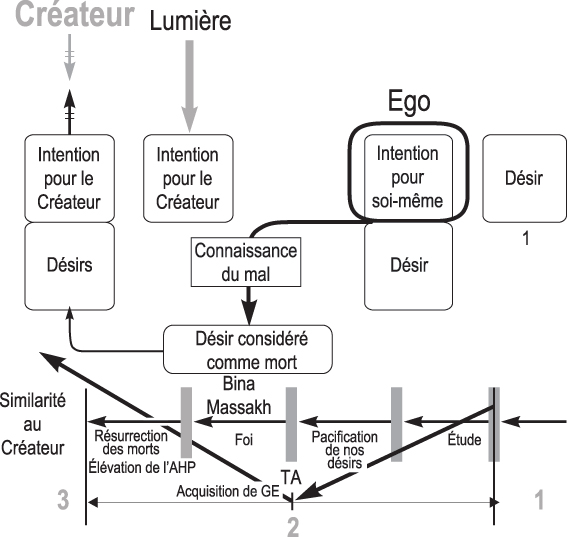 Créateur
Lumière
Ego
Intention
pour le
Créateur
Intention
pour le
Créateur
Intention
pour
soi-même
Désir
1
Désirs
Connaissance
du mal
Désir
Désir considéré
comme mort
Bina
Massakh
Similarité
au
Créateur
Résurrection
des morts
Élévation de l'AHP
Foi
Pacification
de nos
désirs
Étude
TA
Acquisition de GE
3
2
1